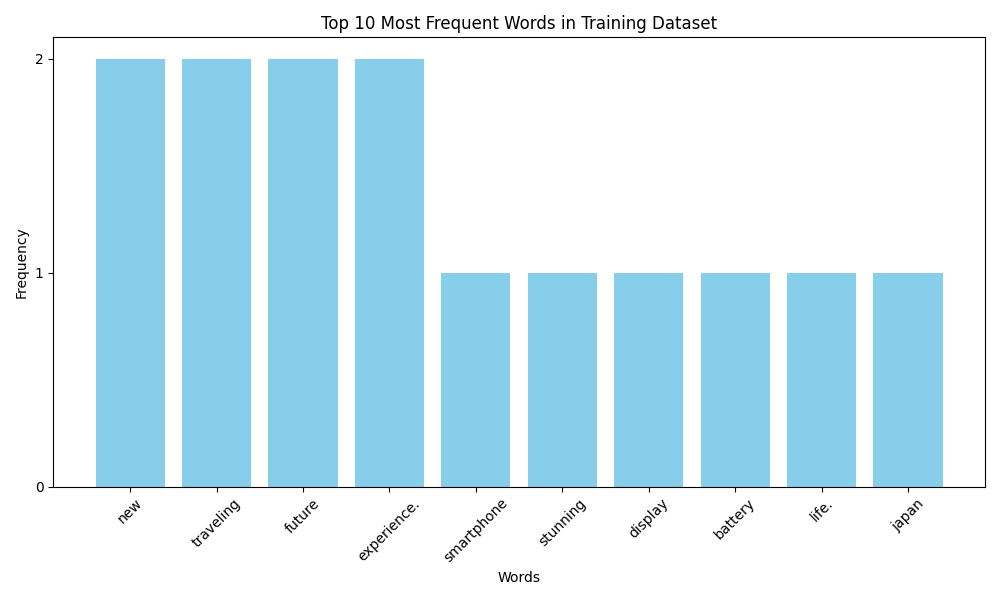 Top 10 Most Frequent Words in Training Dataset
Frequency
2
1
0
new
traveling
future
experience.
smartphone
stunning
display
battery
life.
japan
Words